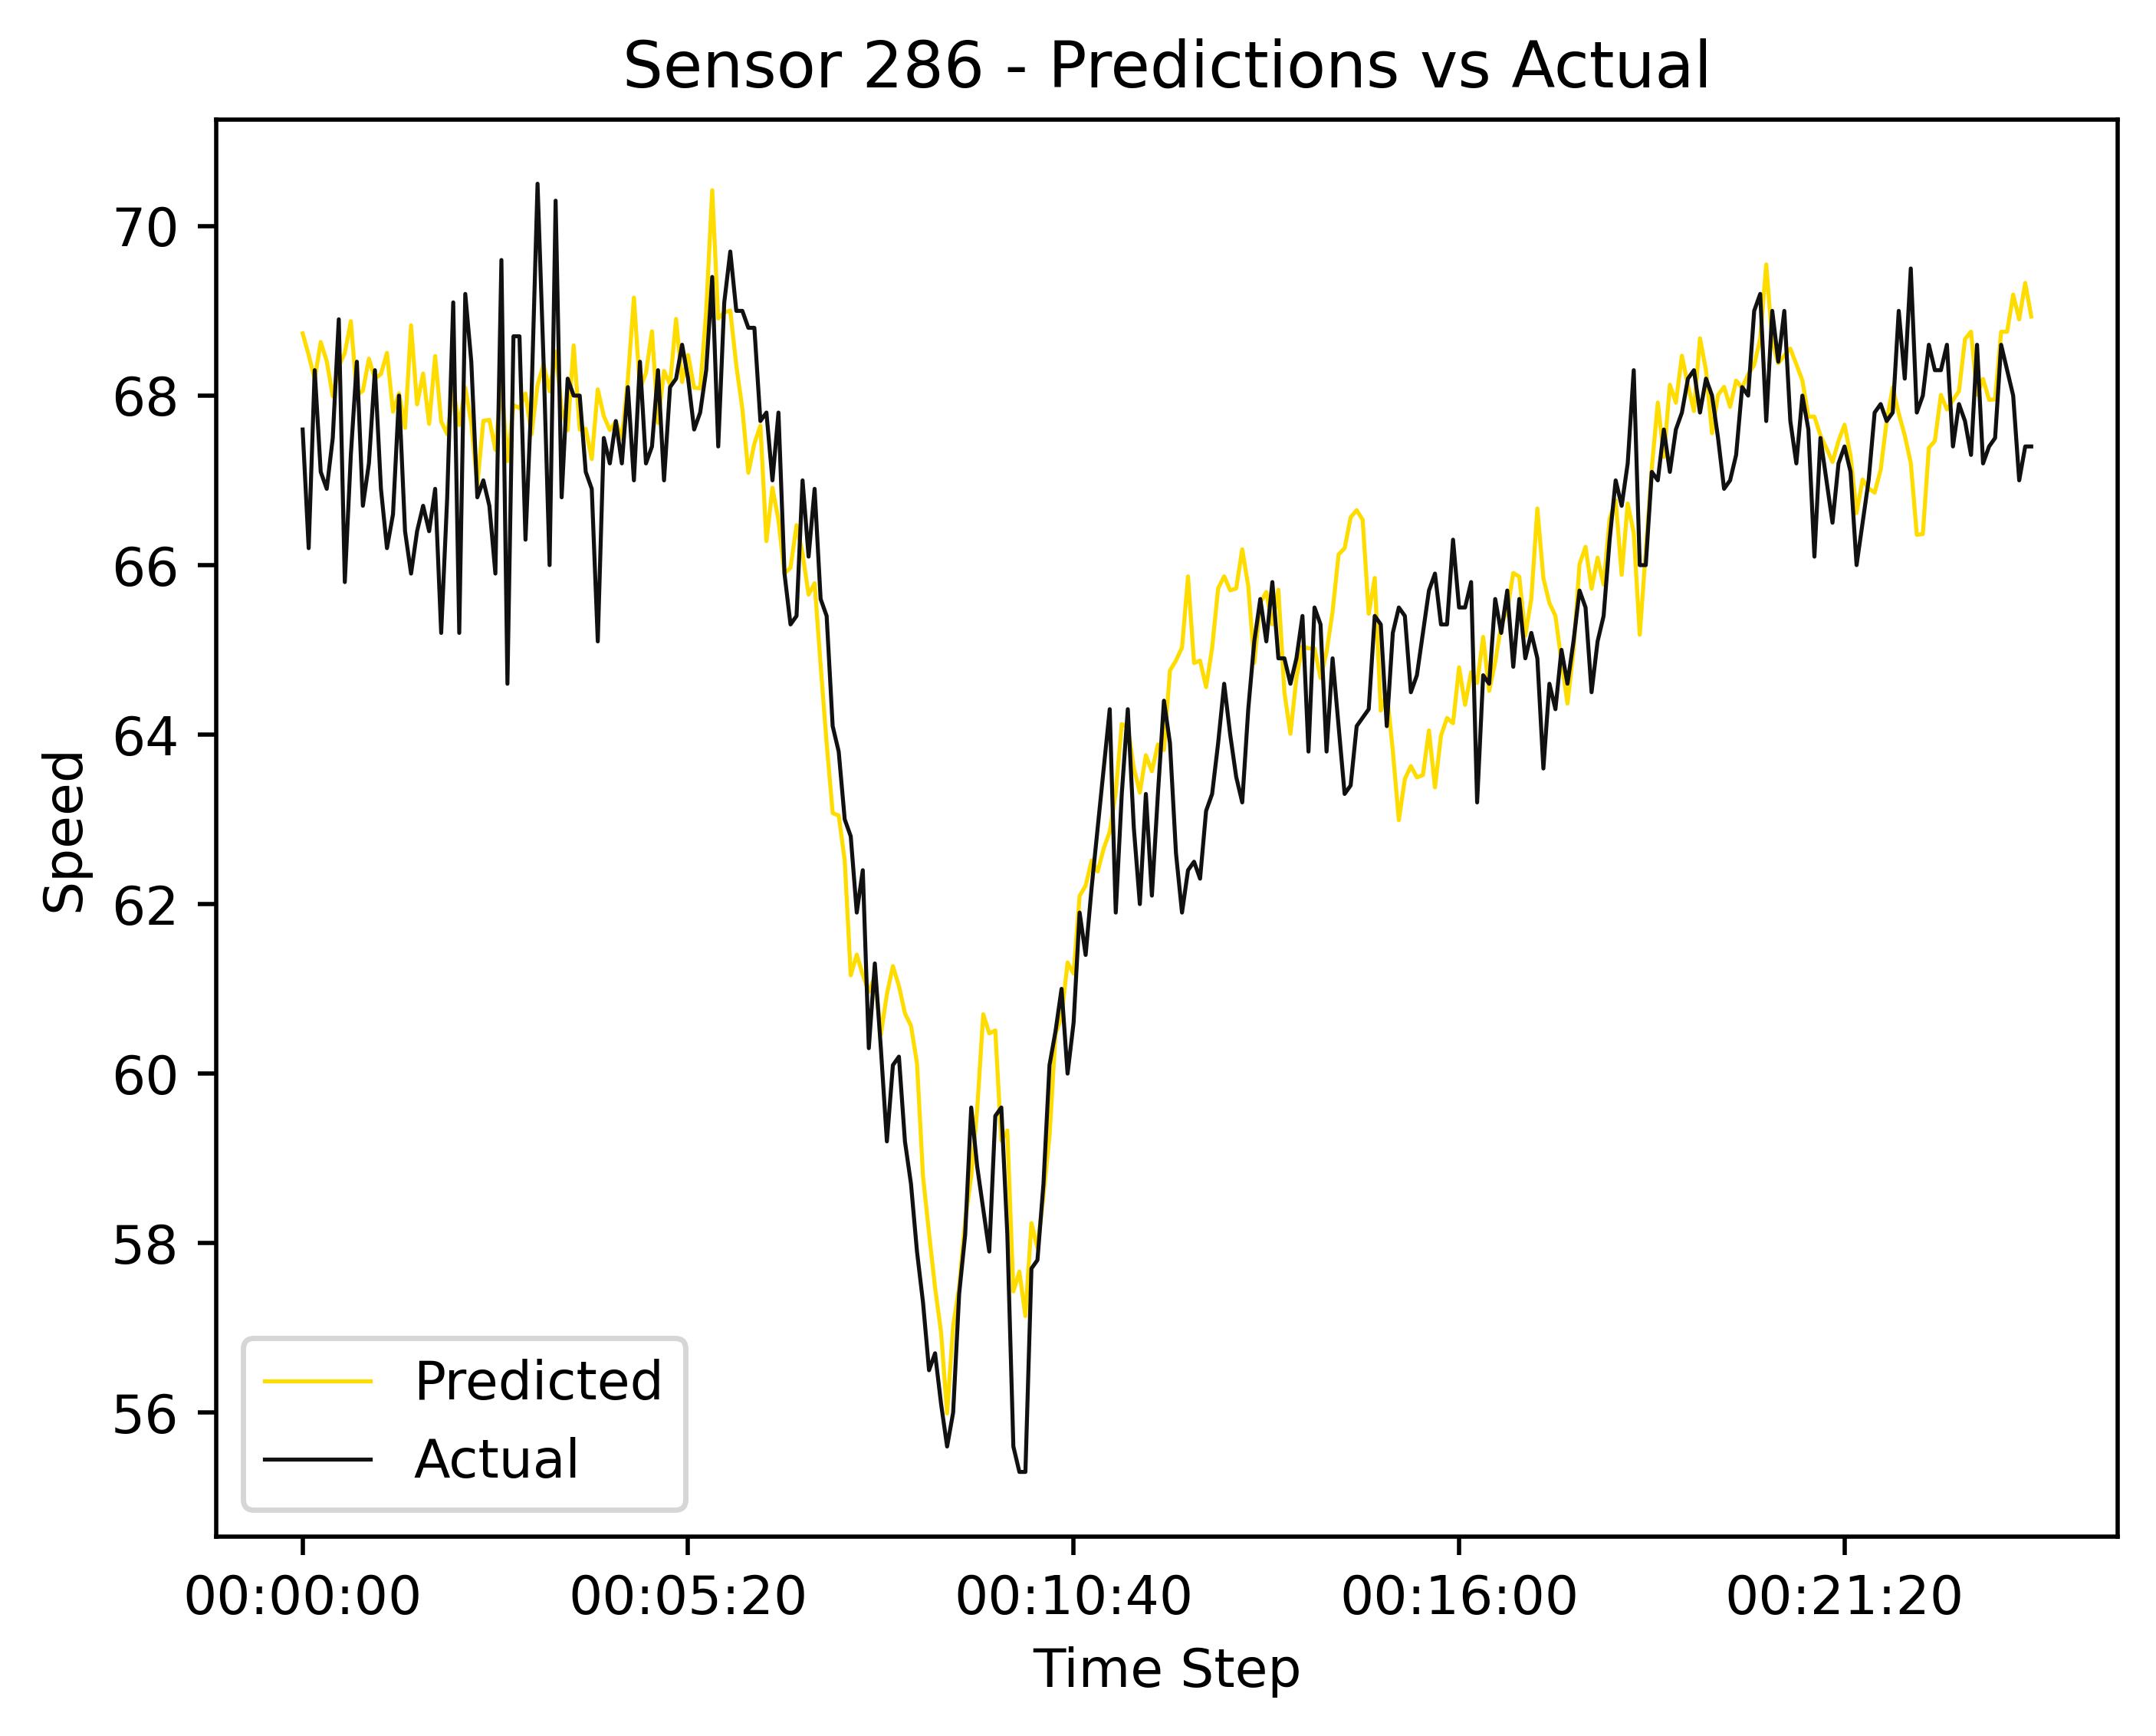 Sensor 286 - Predictions vs Actual
70
68
66
64
62
60
58
56
Speed
Predicted
Actual
00:00:00 00:05:20 00:10:40 00:16:00 00:21:20
Time Step